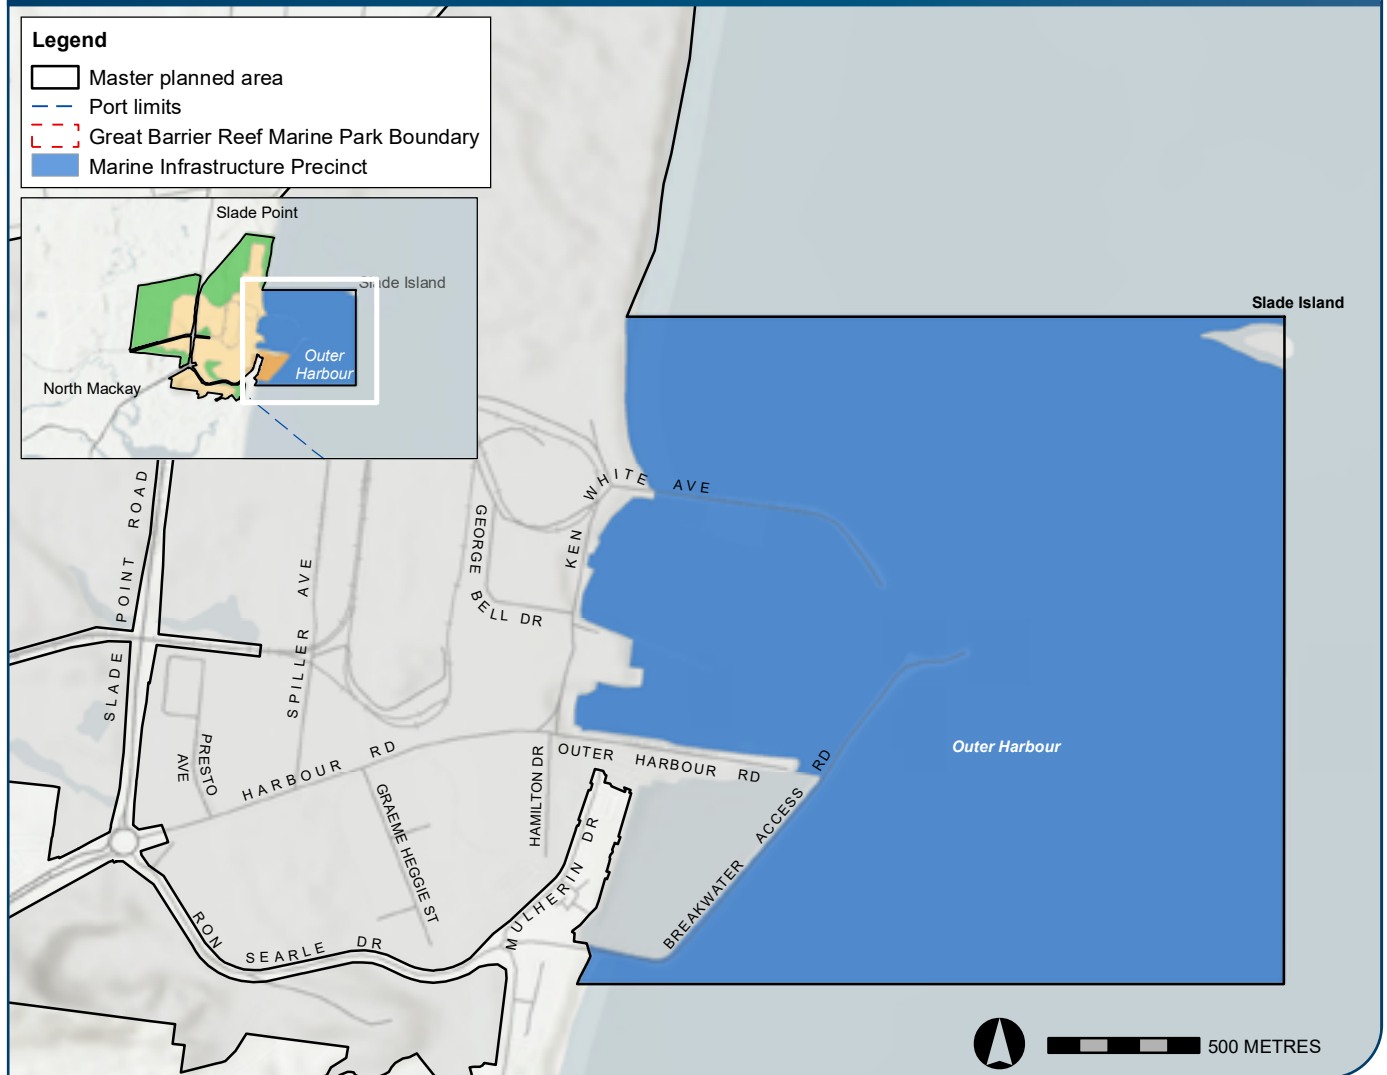 Legend
Master planned area
Port limits
Great Barrier Reef Marine Park Boundary
Marine Infrastructure Precinct
Slade Point
Slade Island
Outer
Harbour
North Mackay
Slade Island
KEN WHITE AVE
GEORGE BELL DR
SLADE POINT ROAD
SPILLER AVE
PRESTO AVE
HARBOUR RD
OUTER HARBOUR RD
HAMILTON DR
GRAEME HEGGIE ST
MULHERIN DR
BREAKWATER ACCESS RD
RON SEARLE DR
Outer Harbour
500 METRES